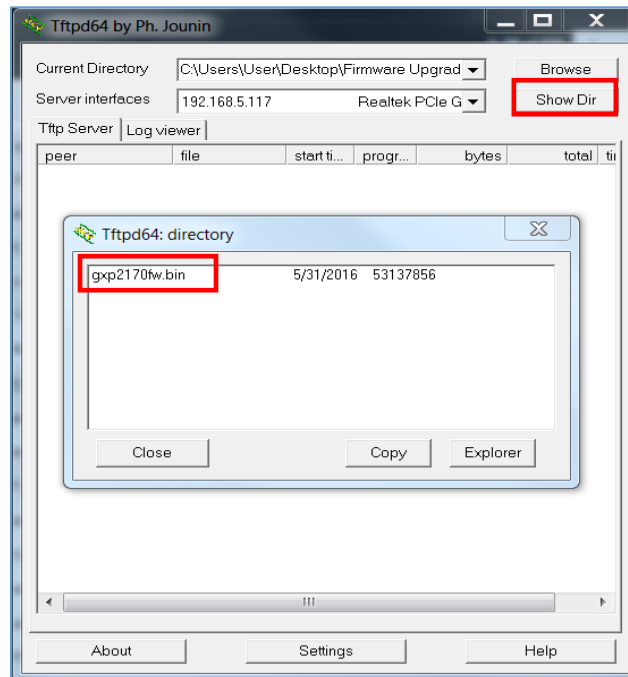 Tftpd64 by Ph. Jounin
Current Directory C:\Users\User\Desktop\Firmware Upgrad Browse
Server interfaces 192.168.5.117 Realtek PCIe G Show Dir
Tftp Server Log viewer
peer file start ti... progr... bytes total ti
Tftpd64: directory
gxp2170fw.bin 5/31/2016 53137856
Close Copy Explorer
About Settings Help